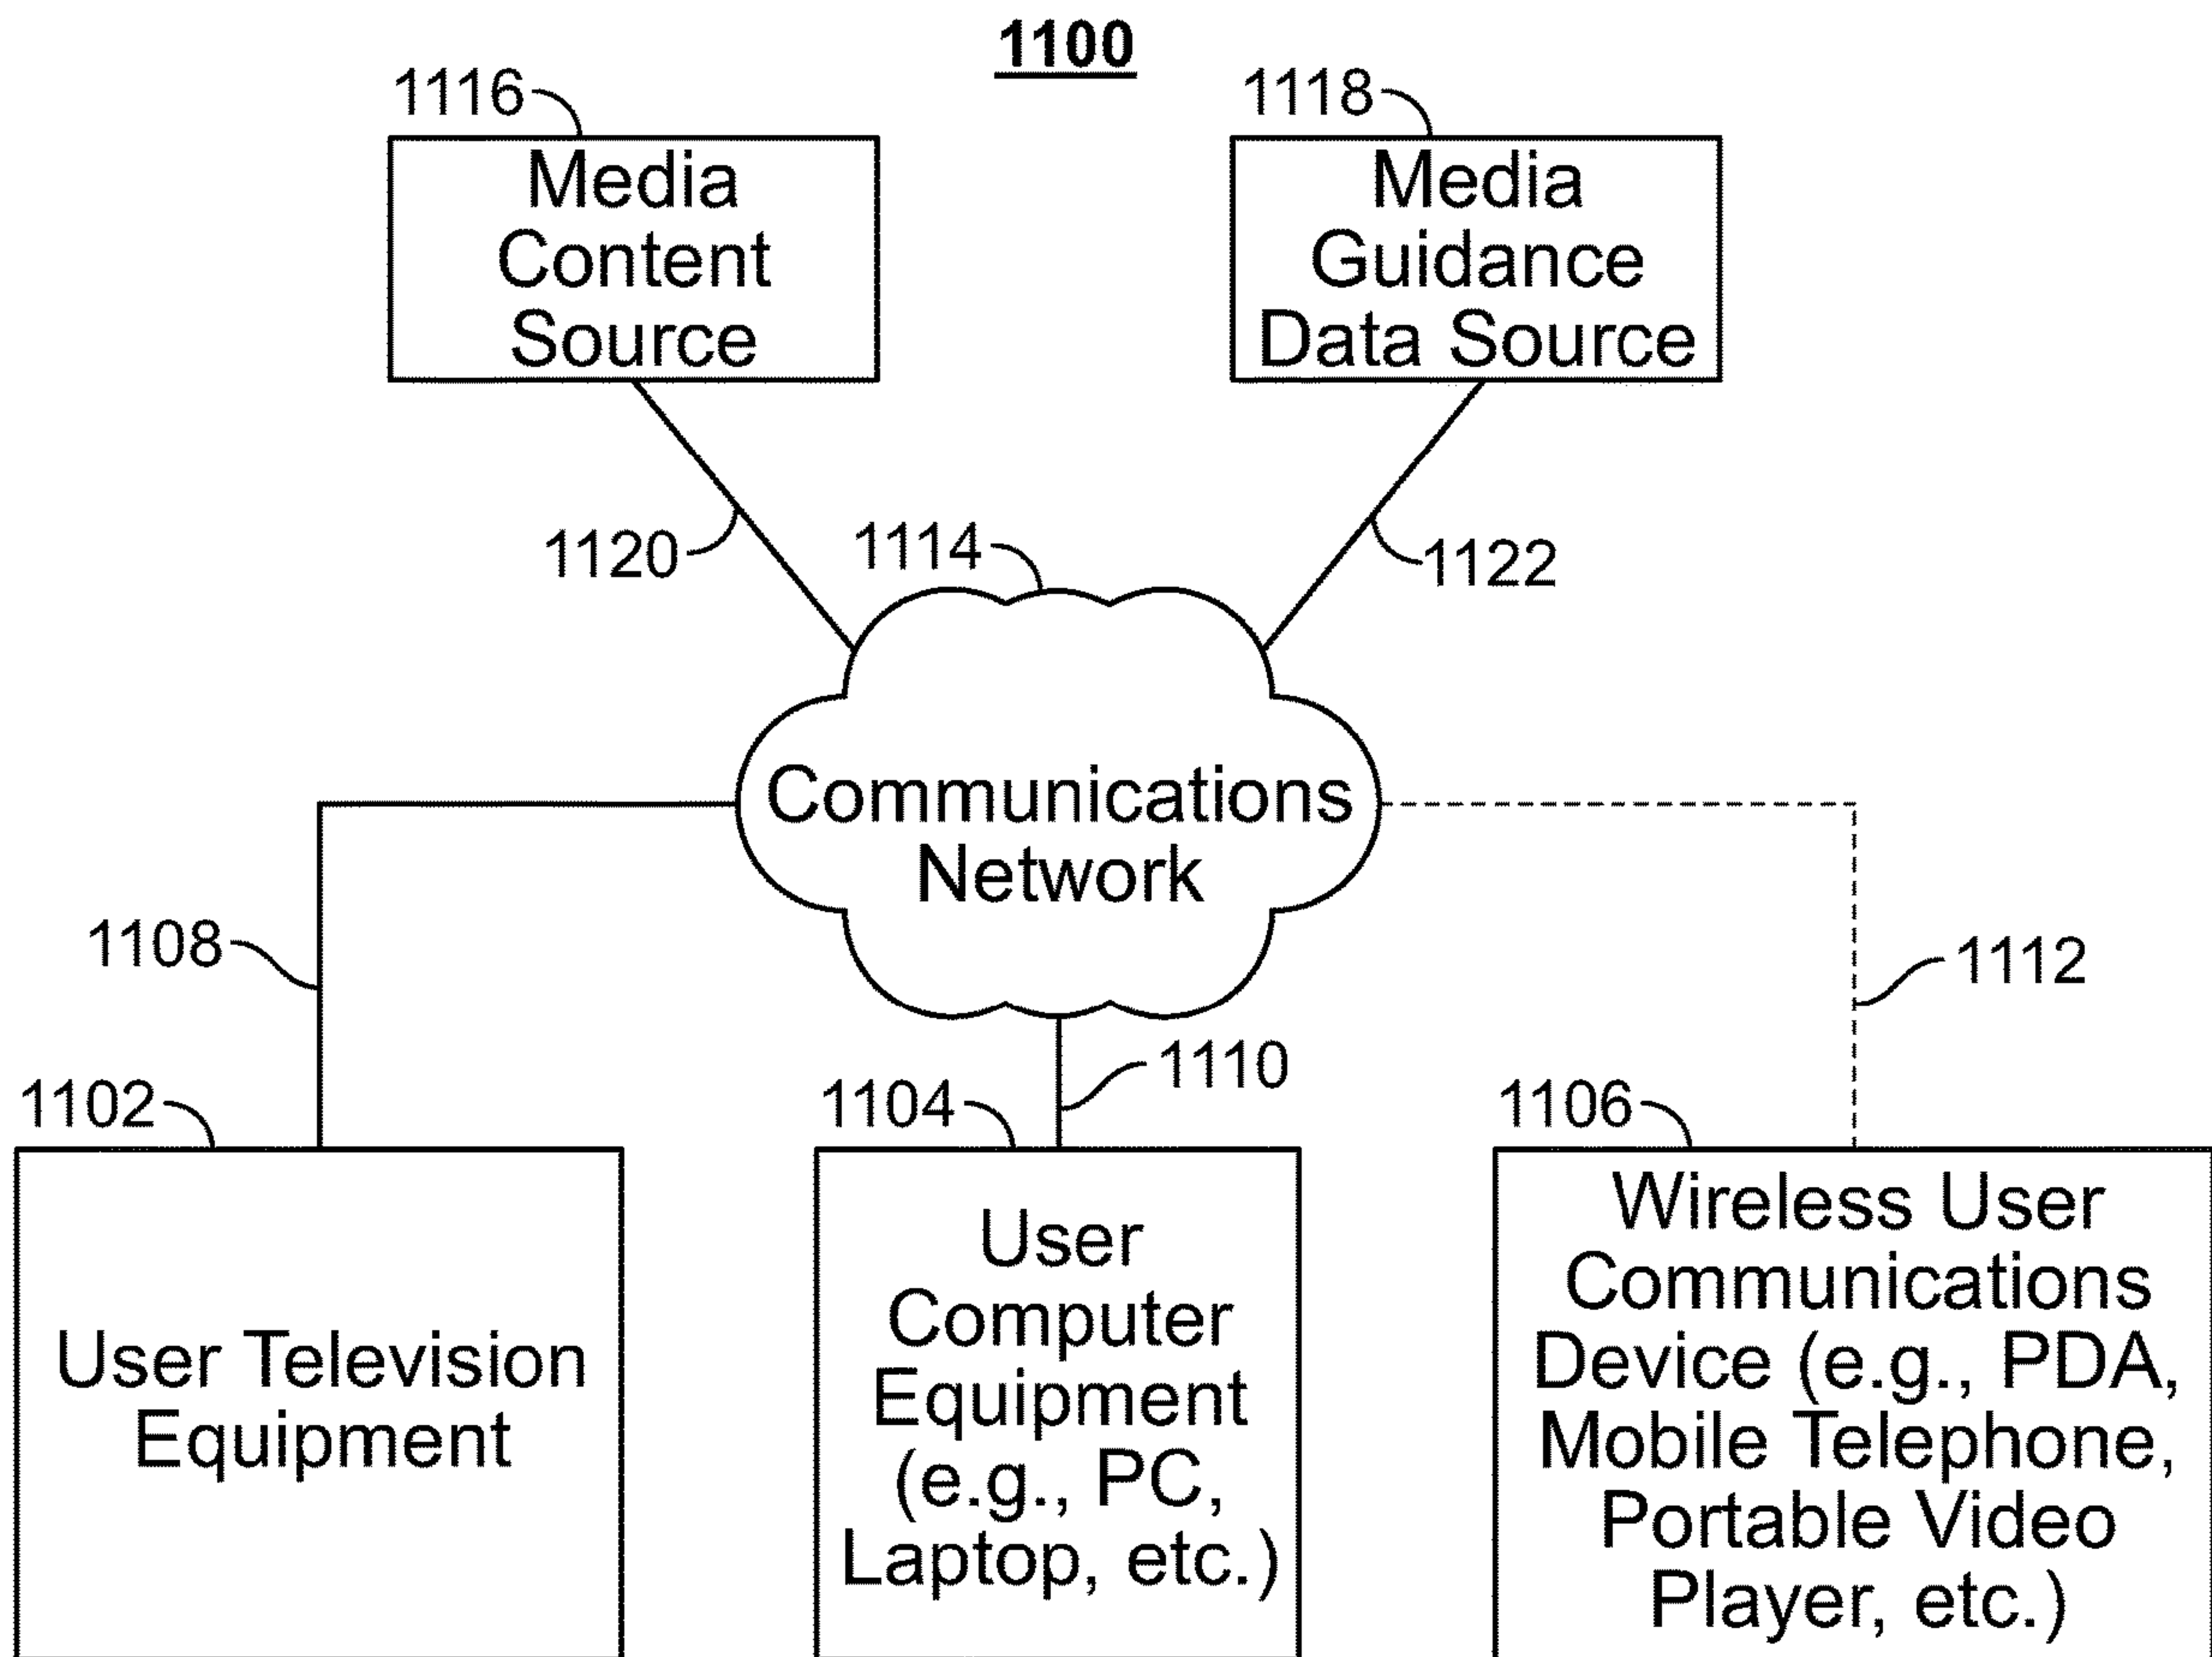 1100
1116
1118
Media
Content
Source
Media
Guidance
Data Source
1120
1114
1122
Communications
Network
1108
1112
1110
1102
1104
1106
User Television
Equipment
User
Computer
Equipment
(e.g., PC,
Laptop, etc.)
Wireless User
Communications
Device (e.g., PDA,
Mobile Telephone,
Portable Video
Player, etc.)